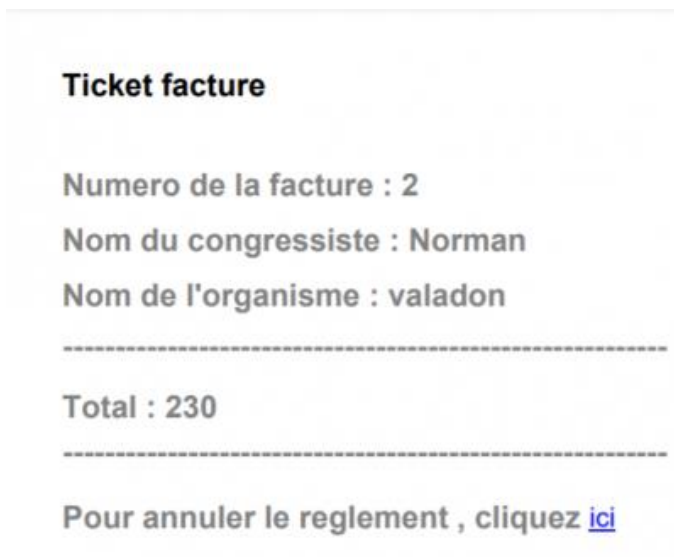 Ticket facture
Numero de la facture : 2
Nom du congressiste : Norman
Nom de l'organisme : valadon
---------------------------------------------------------
Total : 230
---------------------------------------------------------
Pour annuler le reglement , cliquez ici